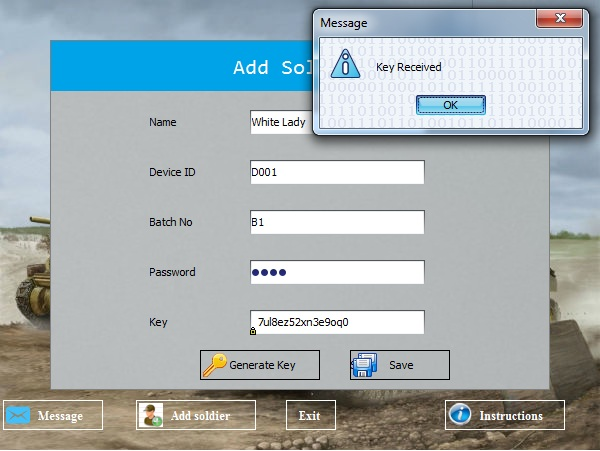 Message
Add Sol
Key Received
OK
Name
White Lady
Device ID
D001
Batch No
B1
Password
Key
7ul8ez52xn3e9oq0
Generate Key
Save
Message
Add soldier
Exit
Instructions